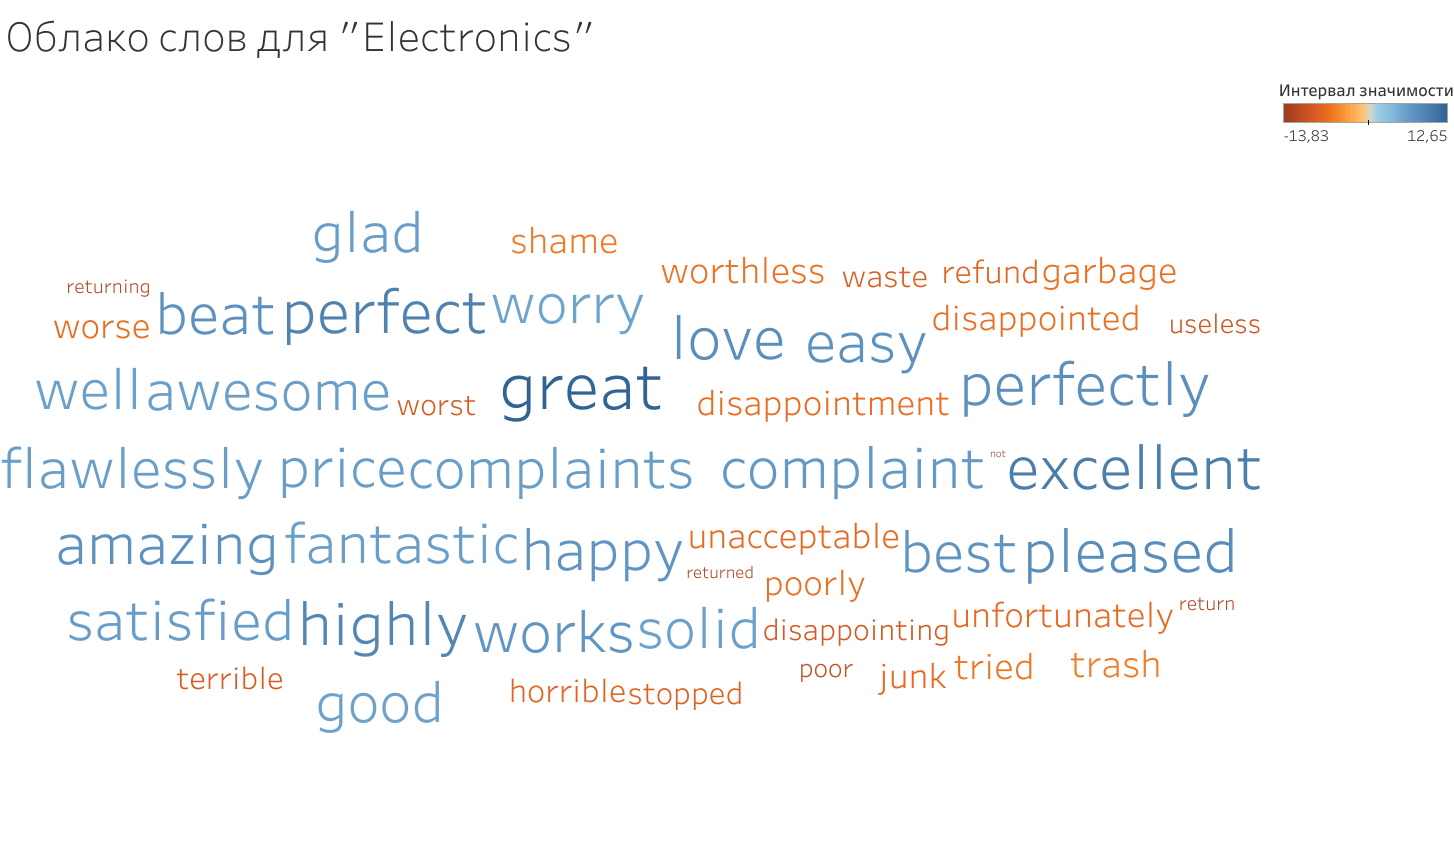 Облако слов для "Electronics"
Интервал значимости
-13,83 12,65
glad shame
worthless waste refund garbage
returning beat perfect worry
worse love easy disappointed useless
well awesome worst great disappointment perfectly
flawlessly price complaints complaint not excellent
amazing fantastic happy unacceptable best pleased
returned poorly
satisfied highly works solid disappointing unfortunately return
terrible poor junk tried trash
good horrible stopped